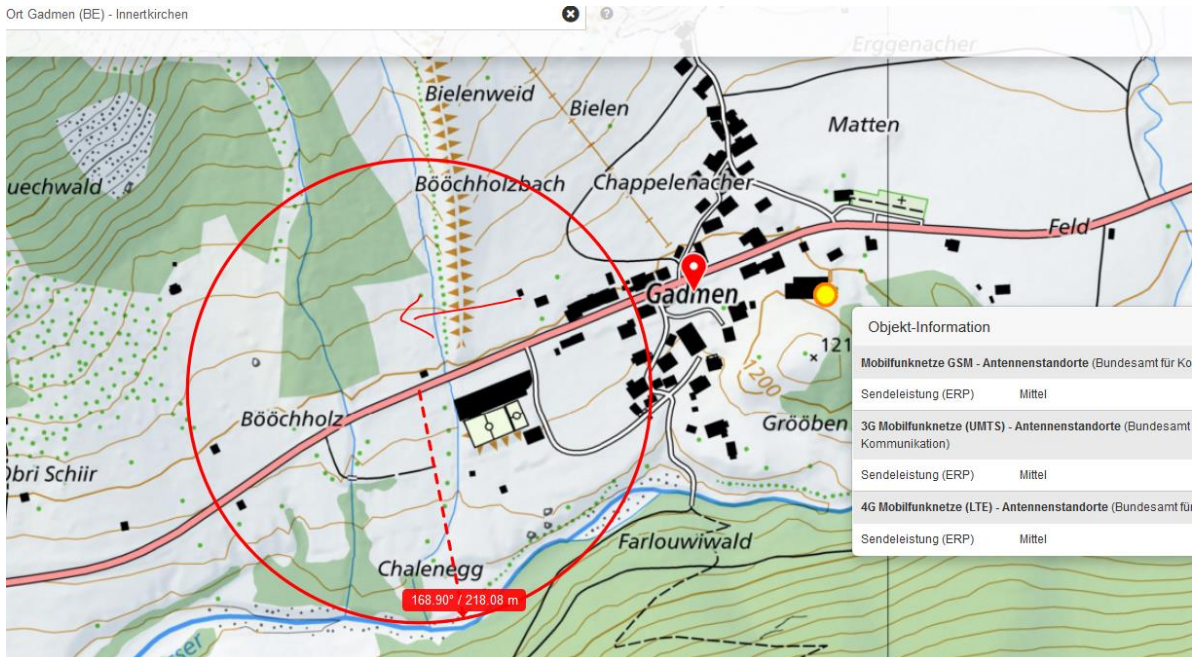 Ort Gadmen (BE) - Innertkirchen
?
Erggenacher
Bielenweid
Bielen
Matten
uechwald
Bööchholzbach
Chappelenacher
Feld
Gadmen
121
1200
Objekt-Information
Mobilfunknetze GSM - Antennenstandorte (Bundesamt für Ko
Sendeleistung (ERP) Mittel
3G Mobilfunknetze (UMTS) - Antennenstandorte (Bundesamt
Kommunikation)
Sendeleistung (ERP) Mittel
4G Mobilfunknetze (LTE) - Antennenstandorte (Bundesamt für
Sendeleistung (ERP) Mittel
Bööchholz
Grööben
Obri Schiir
Farlouwiwald
Chalenegg
168.90° / 218.08 m
sser